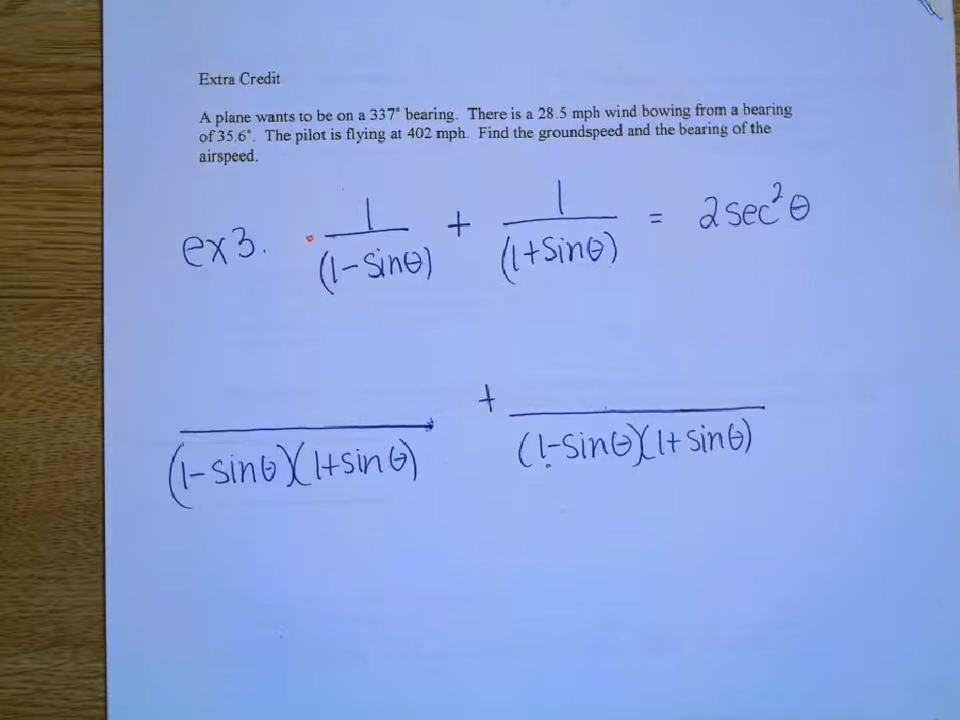 Extra Credit
A plane wants to be on a 337° bearing. There is a 28.5 mph wind bowing from a bearing
of 35.6°. The pilot is flying at 402 mph. Find the groundspeed and the bearing of the
airspeed.
ex3. 1/(1-sinθ) + 1/(1+sinθ) = 2sec²θ
/(1-sinθ)(1+sinθ) + /(1-sinθ)(1+sinθ)